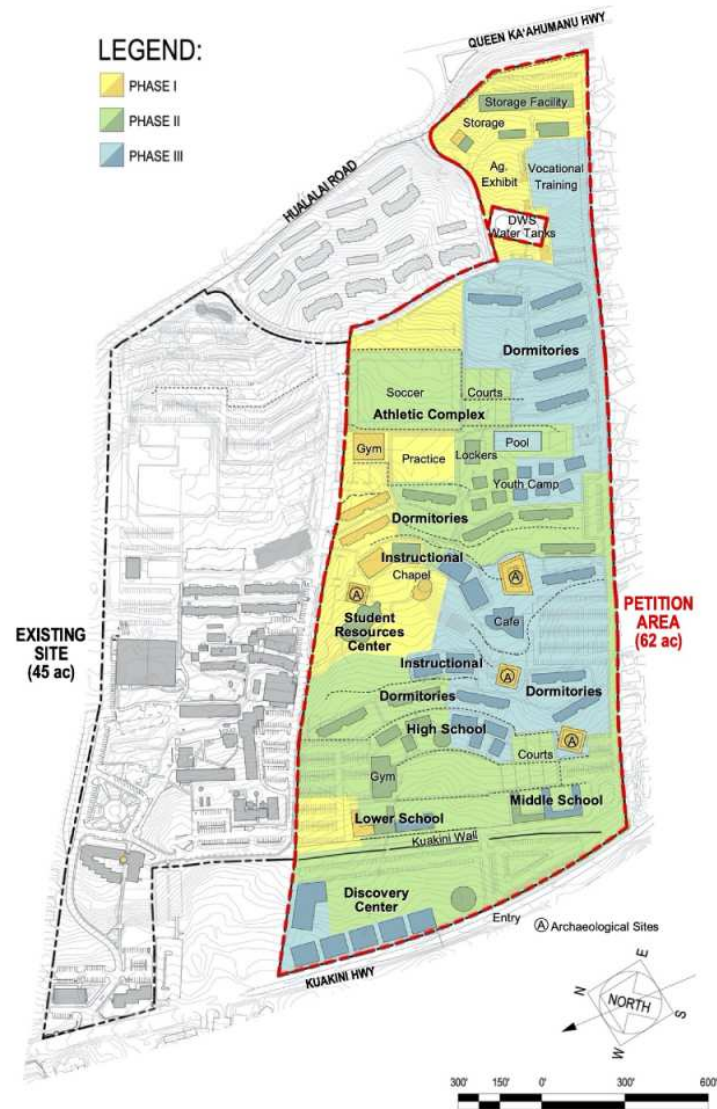 QUEEN KA'AHUMANU HWY
LEGEND:
PHASE I
PHASE II
PHASE III
HUALALAI ROAD
Storage Facility
Storage
Ag.
Exhibit
Vocational
Training
DWS
Water Tanks
Dormitories
Soccer
Courts
Athletic Complex
Gym
Practice
Lockers
Pool
Youth Camp
Dormitories
Instructional
Chapel
A
A
Student
Resources
Center
Cafe
PETITION
AREA
(62 ac)
EXISTING
SITE
(45 ac)
Instructional
A
Dormitories
Dormitories
High School
A
Courts
Gym
Middle School
Lower School
Kuakini Wall
Discovery
Center
Entry
A Archaeological Sites
KUAKINI HWY
N
E
NORTH
S
W
300' 150' 0' 300' 600'